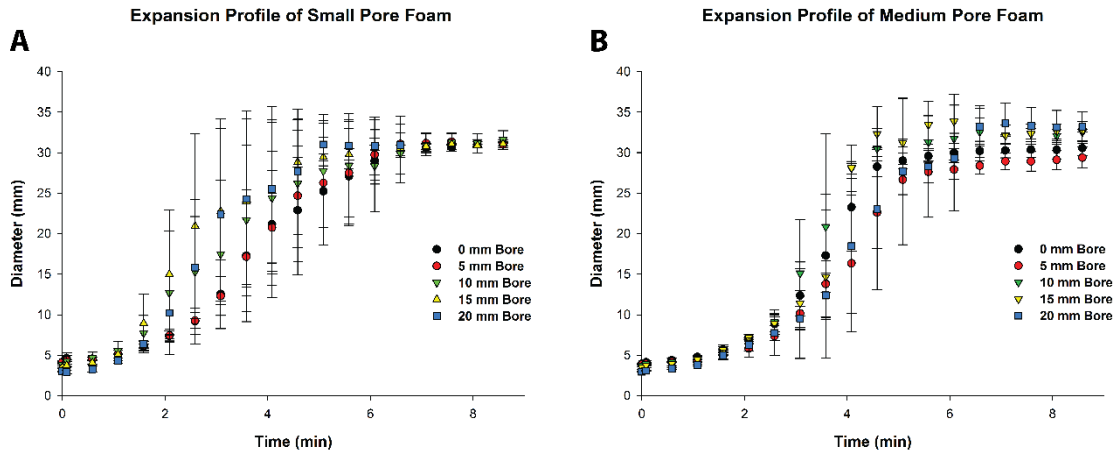 Expansion Profile of Small Pore Foam
A
40
35
30
25
20
15
10
5
0
Diameter (mm)
0 2 4 6 8
Time (min)
0 mm Bore
5 mm Bore
10 mm Bore
15 mm Bore
20 mm Bore
Expansion Profile of Medium Pore Foam
B
40
35
30
25
20
15
10
5
0
Diameter (mm)
0 2 4 6 8
Time (min)
0 mm Bore
5 mm Bore
10 mm Bore
15 mm Bore
20 mm Bore